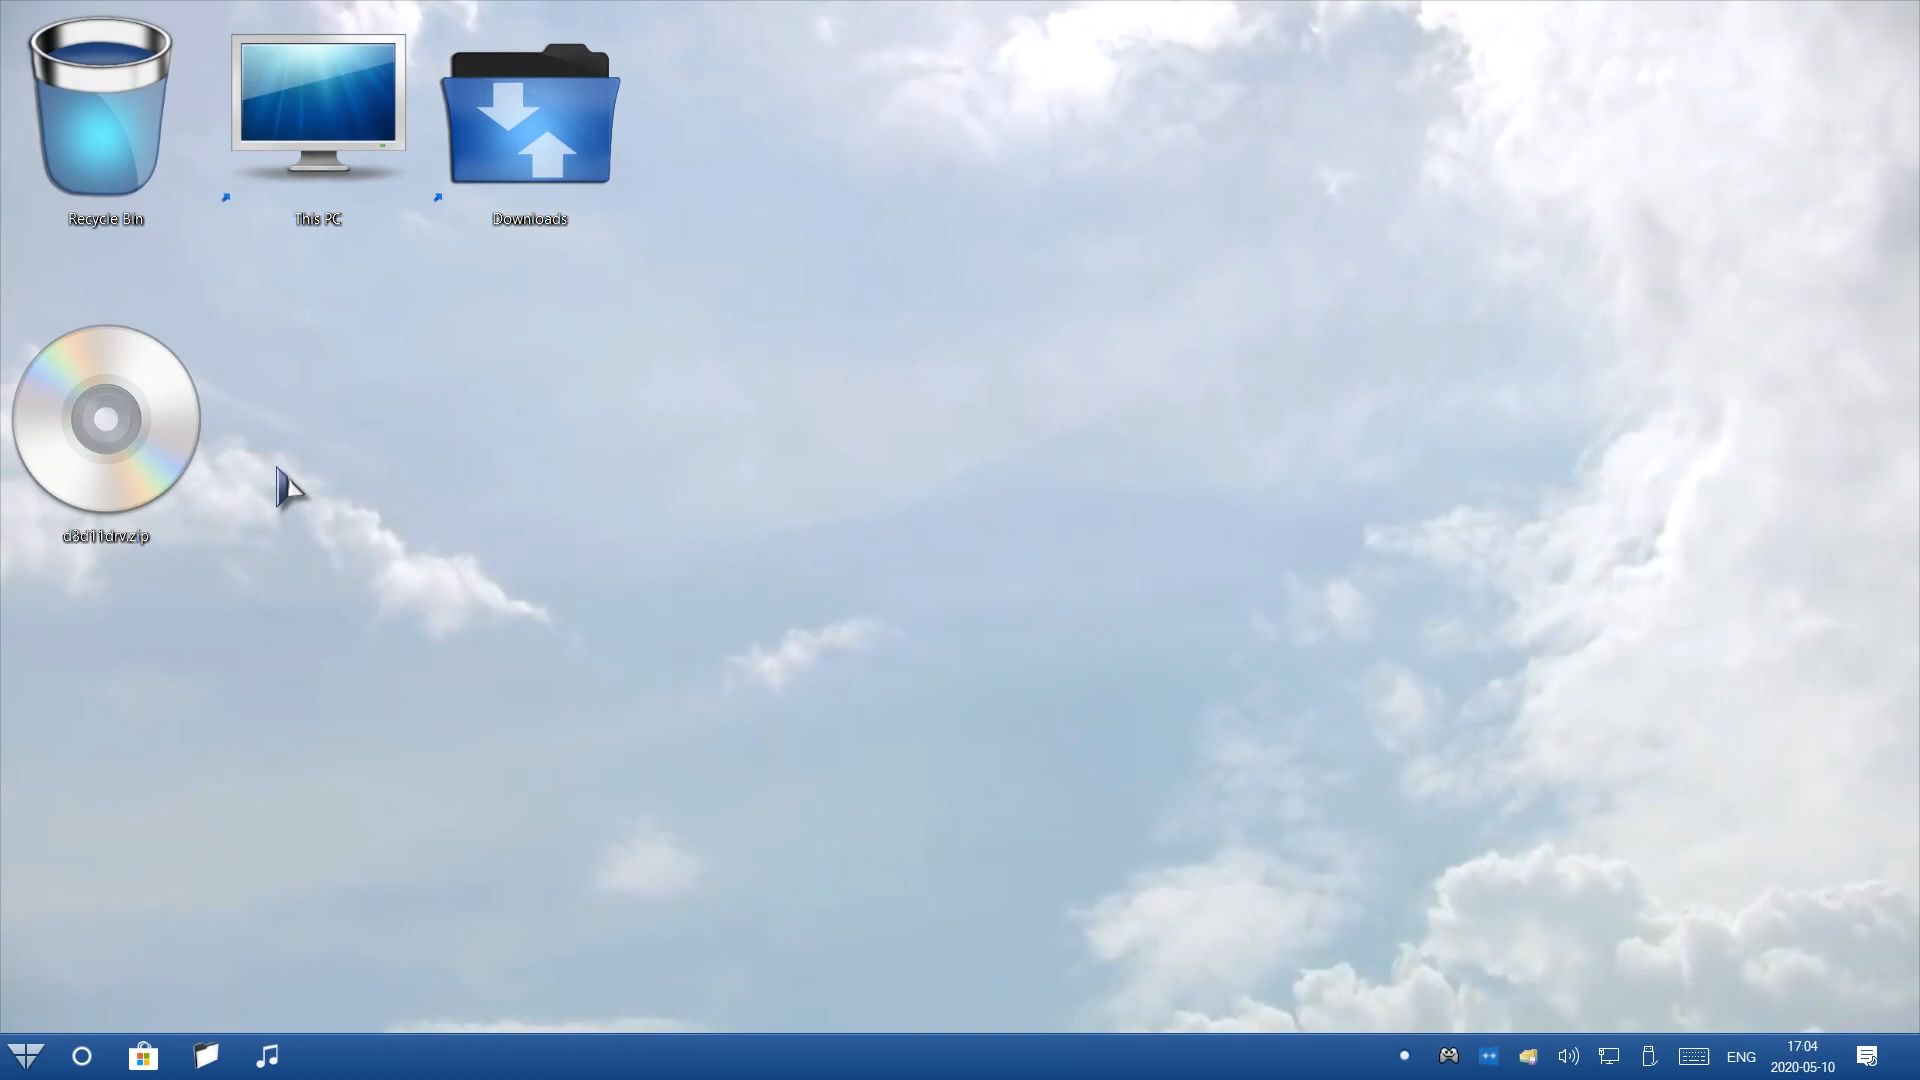 Recycle Bin
This PC
Downloads
d3d11drv.zip
ENG
17:04
2020-05-10